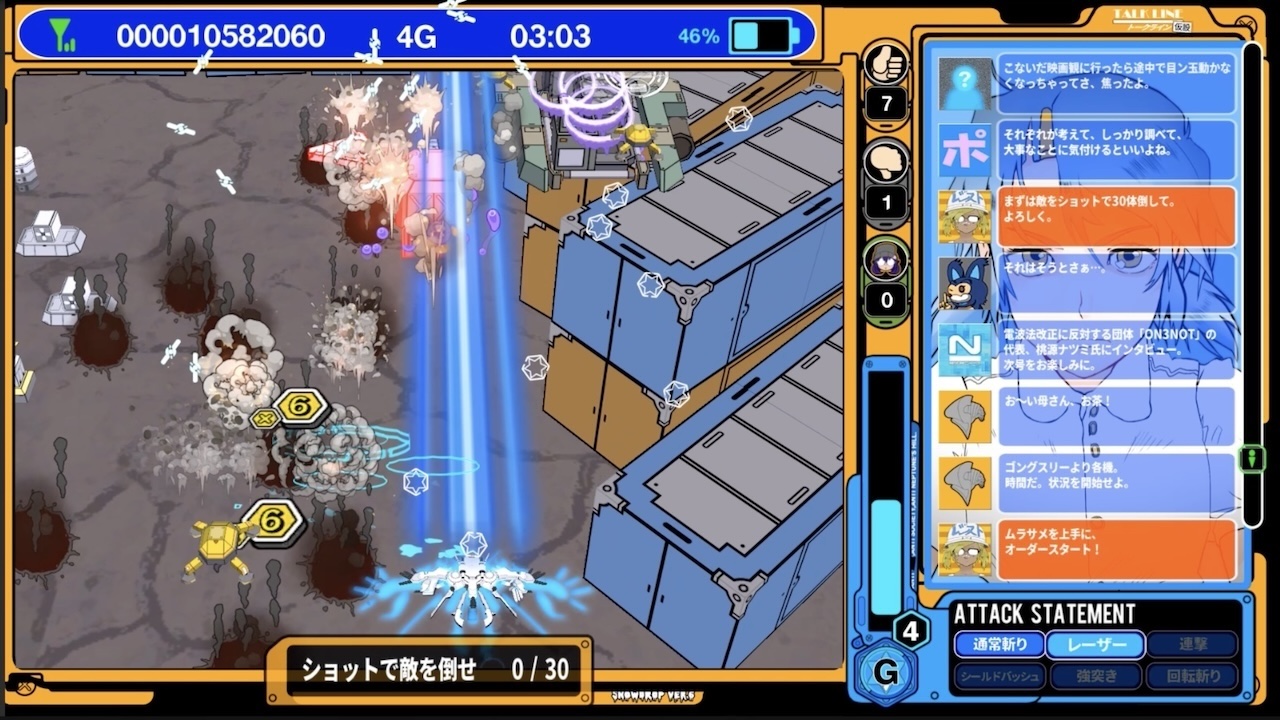 000010582060
4G
03:03
46%
6
6
ショットで敵を倒せ 0 / 30
SNOWDROP VER:G
7
1
0
4
G
TALK LINE
トークライン 仮設
?
こないだ映画観に行ったら途中で目ン玉動かな
くなっちゃってさ、焦ったよ。
ポ
それぞれが考えて、しっかり調べて、
大事なことに気付けるといいよね。
まずは敵をショットで30体倒して。
よろしく。
それはそうとさぁ…。
N
電波法改正に反対する団体「ON3NOT」の
代表、桃源ナツミ氏にインタビュー。
次号をお楽しみに。
お〜い母さん、お茶！
ゴングスリーより各機。
時間だ。状況を開始せよ。
ムラサメを上手に、
オーダースタート！
ATTACK STATEMENT
通常斬り レーザー 連撃
シールドバッシュ 強突き 回転斬り